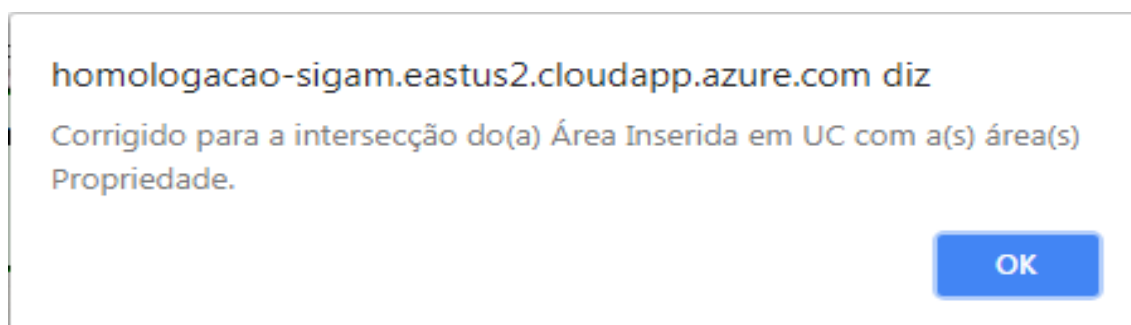 homologacao-sigam.eastus2.cloudapp.azure.com diz
Corrigido para a intersecção do(a) Área Inserida em UC com a(s) área(s)
Propriedade.
OK